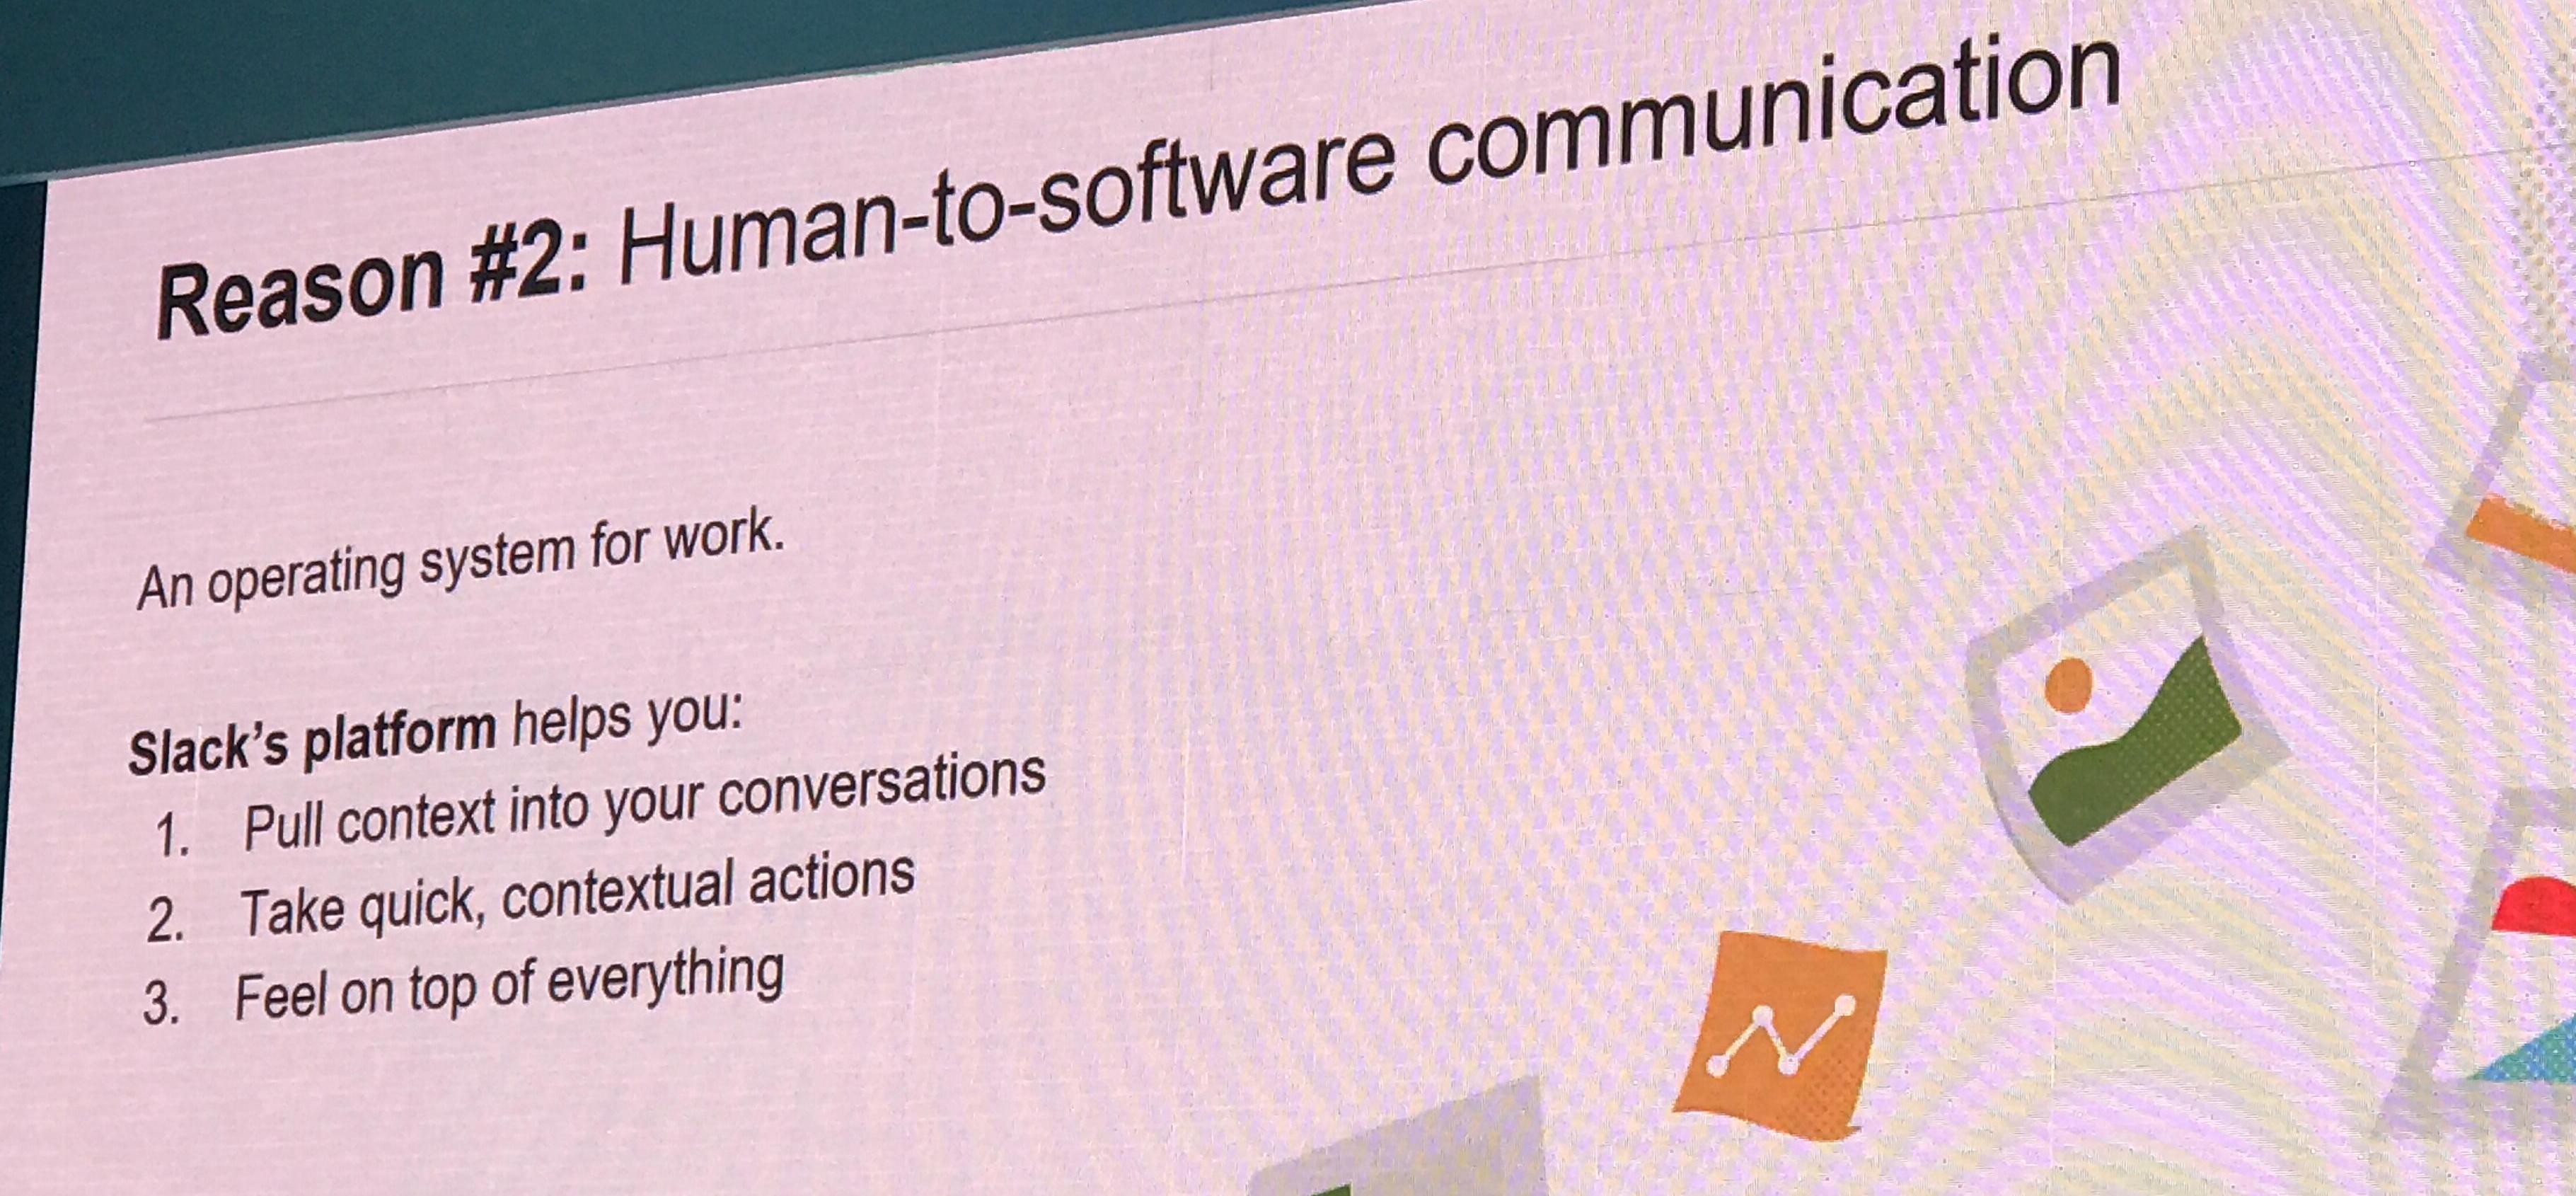 Reason #2: Human-to-software communication
An operating system for work.
Slack's platform helps you:
1. Pull context into your conversations
2. Take quick, contextual actions
3. Feel on top of everything